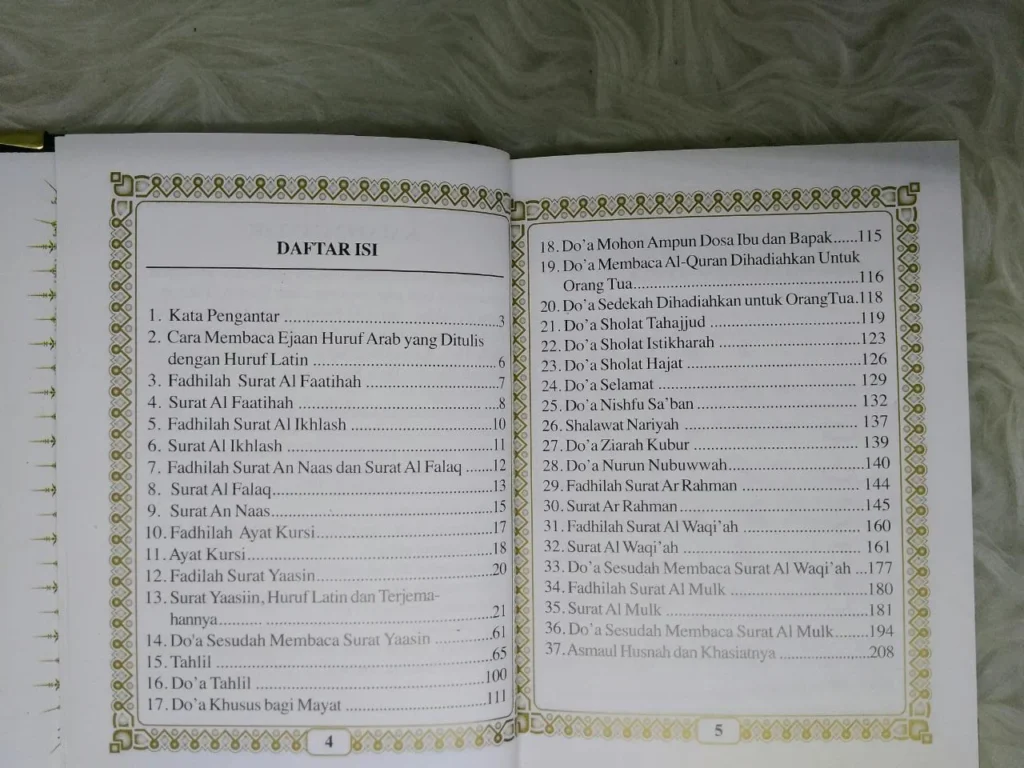 DAFTAR ISI
1. Kata Pengantar ......................................................3
2. Cara Membaca Ejaan Huruf Arab yang Ditulis
dengan Huruf Latin .............................................6
3. Fadhilah Surat Al Faatihah ..................................7
4. Surat Al Faatihah ................................................8
5. Fadhilah Surat Al Ikhlash ...................................10
6. Surat Al Ikhlash ..................................................11
7. Fadhilah Surat An Naas dan Surat Al Falaq .......12
8. Surat Al Falaq.....................................................13
9. Surat An Naas.....................................................15
10. Fadhilah Ayat Kursi...........................................17
11. Ayat Kursi..........................................................18
12. Fadilah Surat Yaasin..........................................20
13. Surat Yaasiin, Huruf Latin dan Terjema-
hannya......... ....................................................21
14. Do'a Sesudah Membaca Surat Yaasin ..............61
15. Tahlil .................................................................65
16. Do'a Tahlil ........................................................100
17. Do'a Khusus bagi Mayat ...................................111
4
18. Do'a Mohon Ampun Dosa Ibu dan Bapak......115
19. Do'a Membaca Al-Quran Dihadiahkan Untuk
Orang Tua.........................................................116
20. Do'a Sedekah Dihadiahkan untuk OrangTua.118
21. Do'a Sholat Tahajjud ......................................119
22. Do'a Sholat Istikharah ....................................123
23. Do'a Sholat Hajat ...........................................126
24. Do'a Selamat ................................................. 129
25. Do'a Nishfu Sa'ban ........................................ 132
26. Shalawat Nariyah ........................................... 137
27. Do'a Ziarah Kubur ......................................... 139
28. Do'a Nurun Nubuwwah.................................. 140
29. Fadhilah Surat Ar Rahman ............................. 144
30. Surat Ar Rahman ............................................ 145
31. Fadhilah Surat Al Waqi'ah ............................. 160
32. Surat Al Waqi'ah ............................................ 161
33. Do'a Sesudah Membaca Surat Al Waqi'ah ...177
34. Fadhilah Surat Al Mulk ..................................180
35. Surat Al Mulk .................................................181
36. Do'a Sesudah Membaca Surat Al Mulk........194
37. Asmaul Husnah dan Khasiatnya .....................208
5